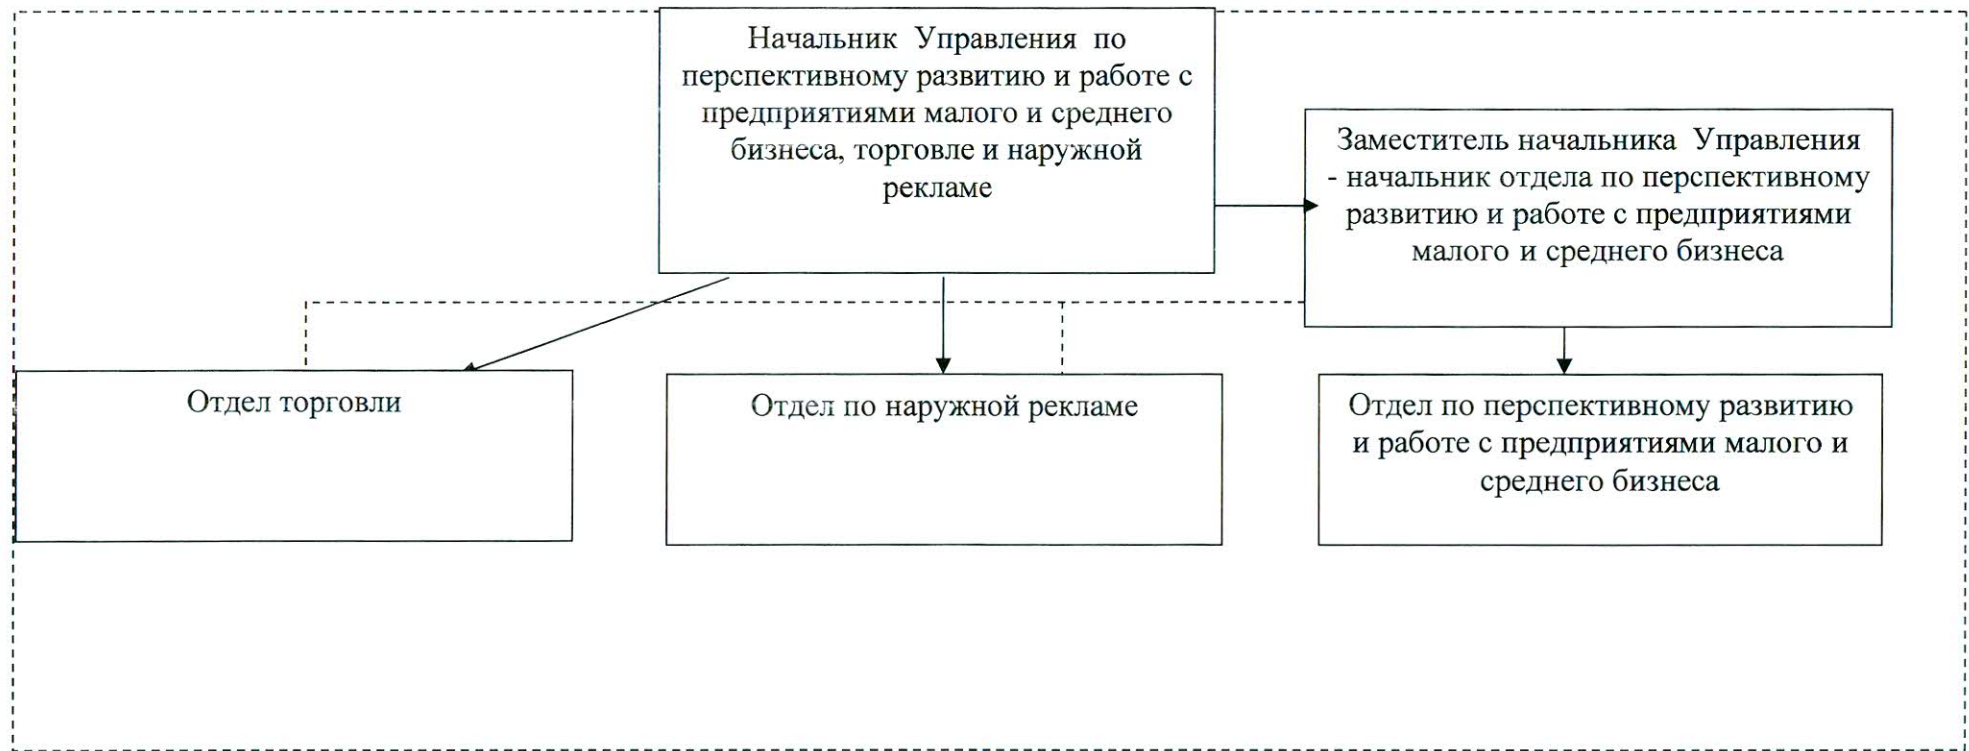 Начальник Управления по
перспективному развитию и работе с
предприятиями малого и среднего
бизнеса, торговле и наружной
рекламе
Заместитель начальника Управления
- начальник отдела по перспективному
развитию и работе с предприятиями
малого и среднего бизнеса
Отдел торговли
Отдел по наружной рекламе
Отдел по перспективному развитию
и работе с предприятиями малого и
среднего бизнеса